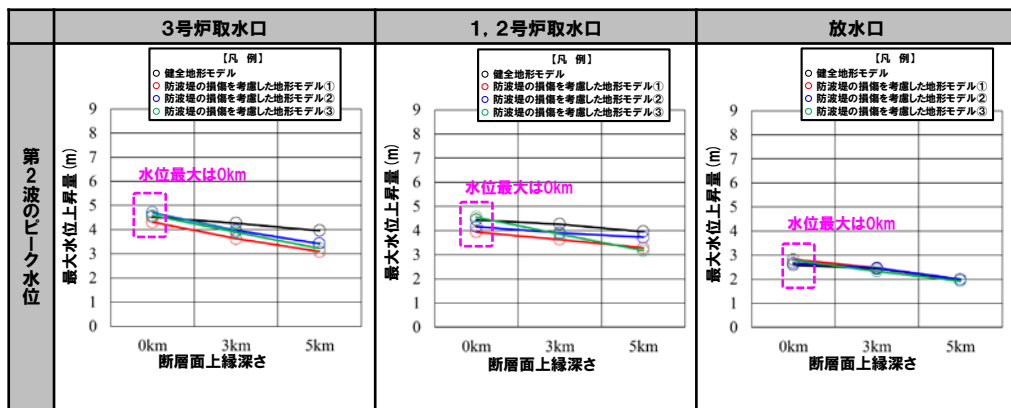 3号炉取水口
1,2号炉取水口
放水口
第2波のピーク水位
【凡 例】
健全地形モデル
防波堤の損傷を考慮した地形モデル①
防波堤の損傷を考慮した地形モデル②
防波堤の損傷を考慮した地形モデル③
最大水位上昇量(m)
9
8
7
6
5
4
3
2
1
0
水位最大は0km
0km 3km 5km
断層面上縁深さ
【凡 例】
健全地形モデル
防波堤の損傷を考慮した地形モデル①
防波堤の損傷を考慮した地形モデル②
防波堤の損傷を考慮した地形モデル③
最大水位上昇量(m)
9
8
7
6
5
4
3
2
1
0
水位最大は0km
0km 3km 5km
断層面上縁深さ
【凡 例】
健全地形モデル
防波堤の損傷を考慮した地形モデル①
防波堤の損傷を考慮した地形モデル②
防波堤の損傷を考慮した地形モデル③
最大水位上昇量(m)
9
8
7
6
5
4
3
2
1
0
水位最大は0km
0km 3km 5km
断層面上縁深さ